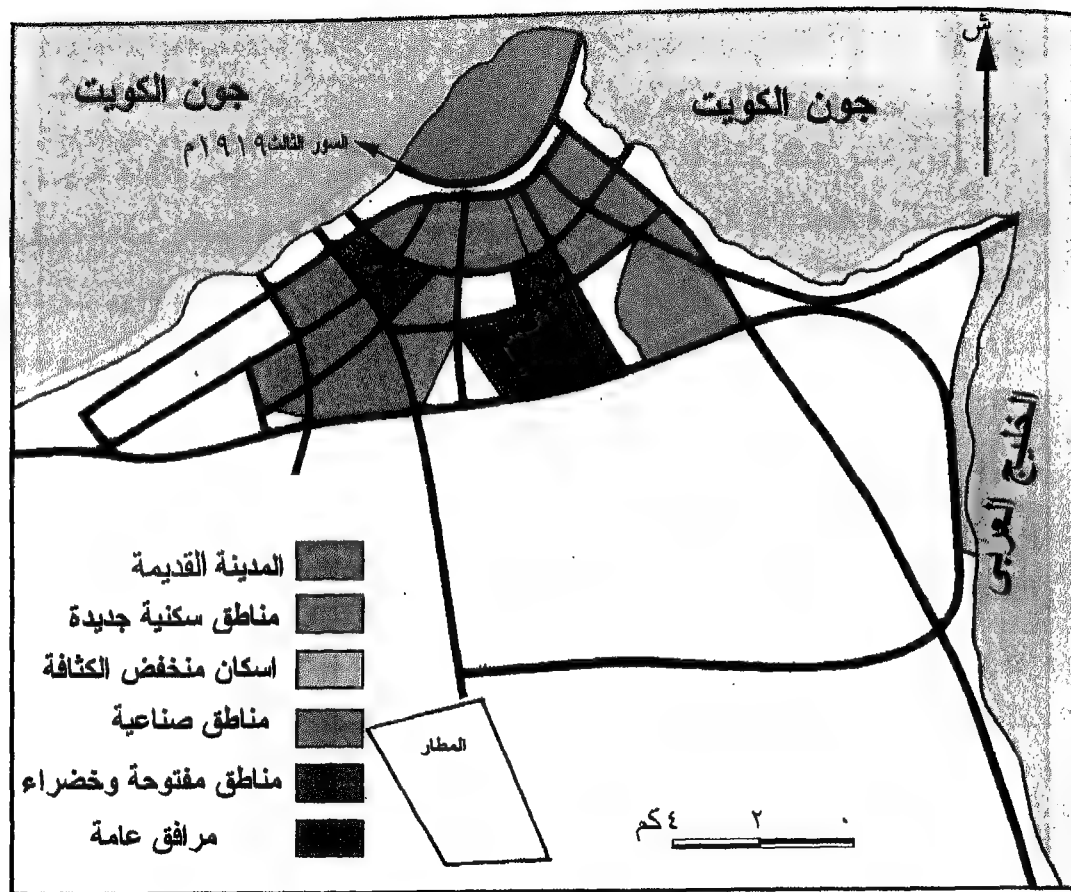 ش
جون الكويت
جون الكويت
السور الثالث ١٩١٩م
الخليج العربى
المدينة القديمة
مناطق سكنية جديدة
اسكان منخفض الكثافة
مناطق صناعية
مناطق مفتوحة وخضراء
مرافق عامة
المطار
٠ ٢ ٤ كم